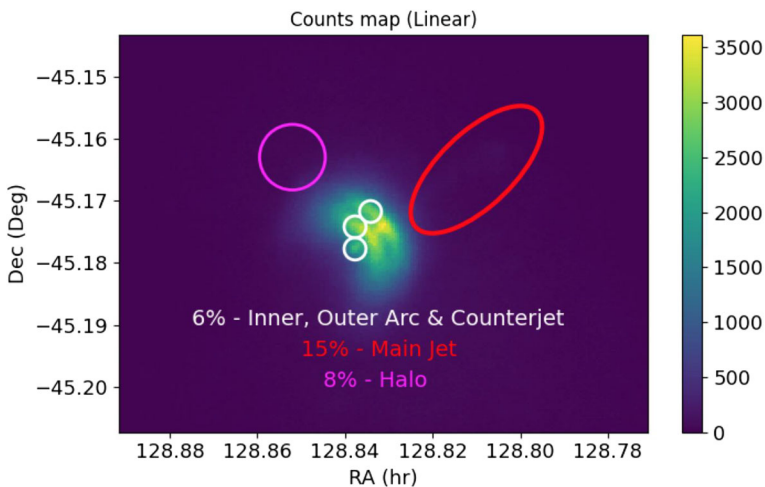 Counts map (Linear)
−45.15
−45.16
−45.17
−45.18
−45.19
−45.20
Dec (Deg)
6% - Inner, Outer Arc & Counterjet
15% - Main Jet
8% - Halo
128.88 128.86 128.84 128.82 128.80 128.78
RA (hr)
3500
3000
2500
2000
1500
1000
500
0